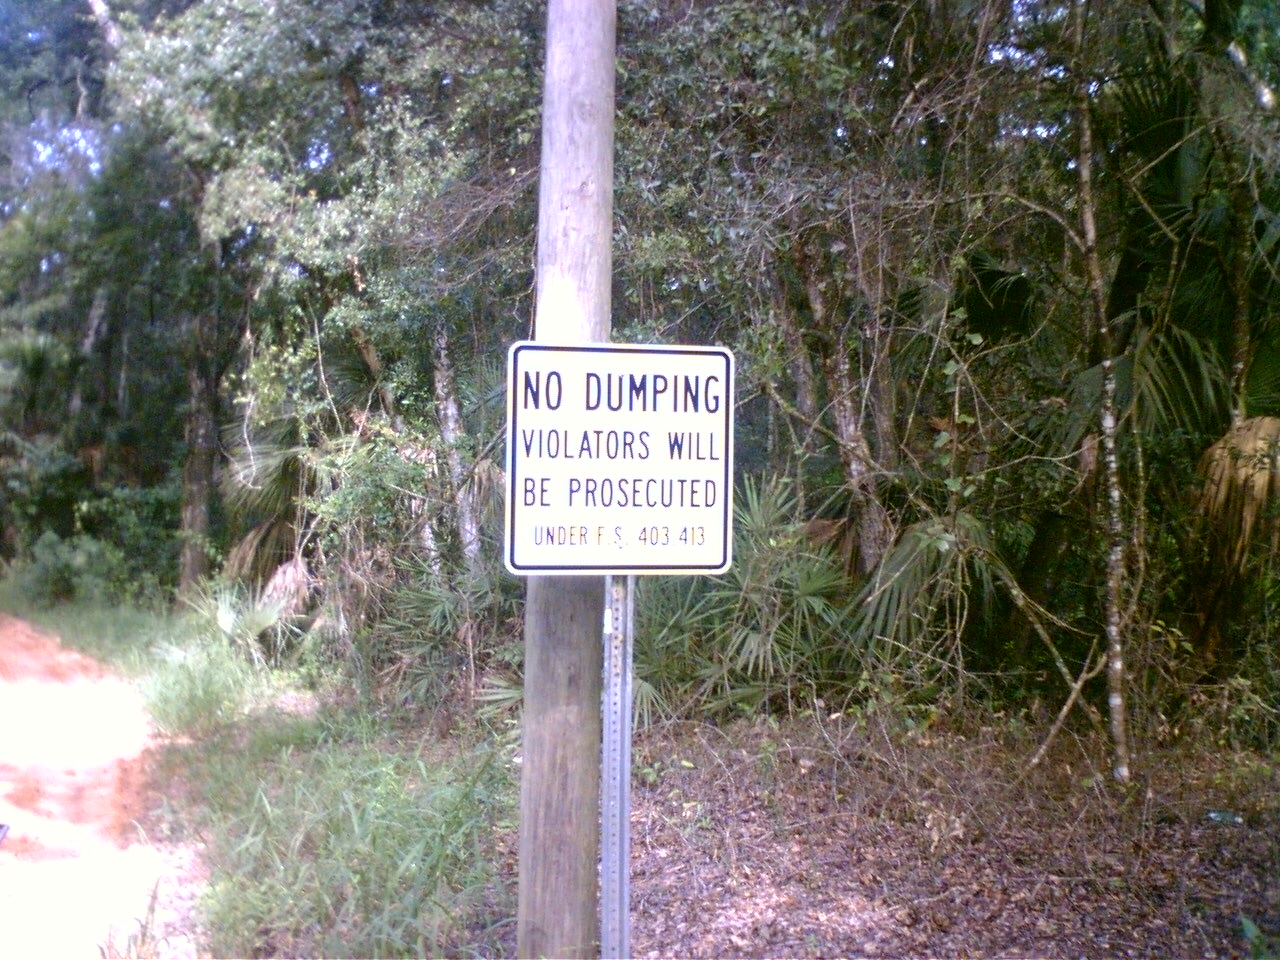 NO DUMPING
VIOLATORS WILL
BE PROSECUTED
UNDER F.S. 403 413